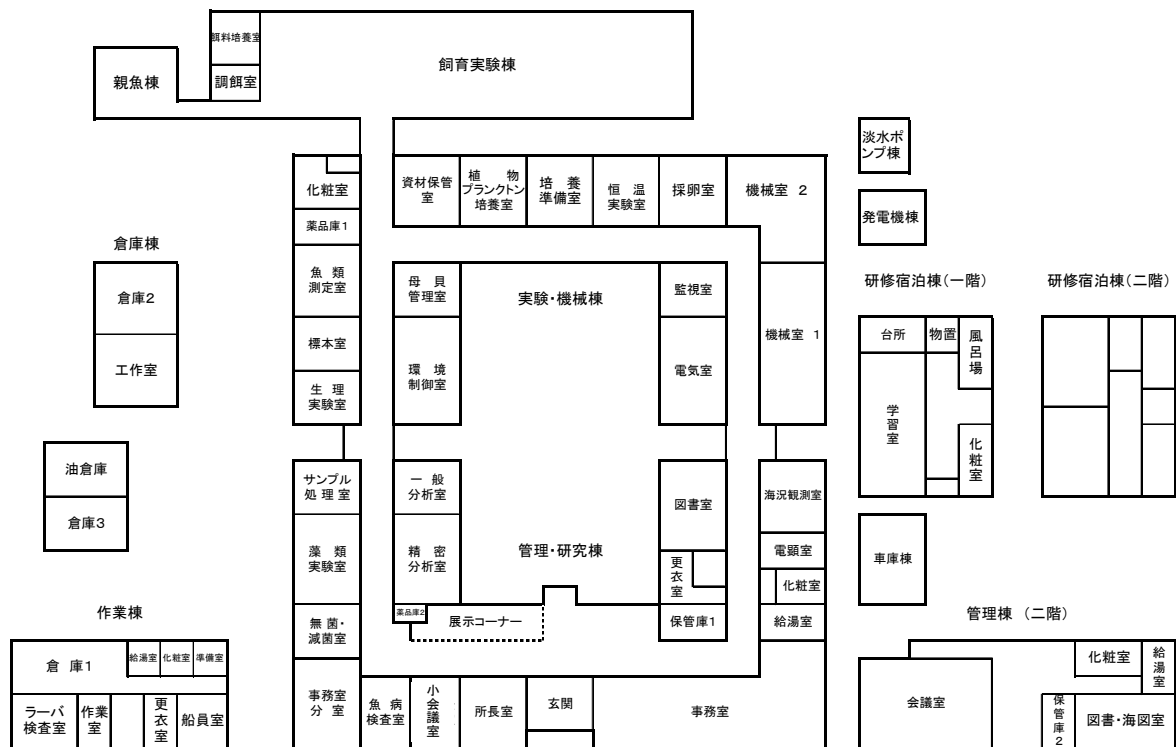 餌料培養室
調餌室
親魚棟
飼育実験棟
淡水ポ
ンプ棟
化粧室
資材保管
室
植　物
プランクトン
培養室
培　養
準備室
恒　温
実験室
採卵室
機械室 2
薬品庫1
発電機棟
倉庫棟
倉庫2
工作室
魚　類
測定室
標本室
生　理
実験室
母　貝
管理室
環　境
制御室
実験・機械棟
監視室
電気室
機械室 1
研修宿泊棟(一階)
研修宿泊棟(二階)
台所
物置
風呂場
学習室
化粧室
油倉庫
倉庫3
サンプル
処 理 室
一　般
分析室
図書室
海況観測室
藻　類
実験室
精　密
分析室
管理・研究棟
更衣室
電顕室
化粧室
車庫棟
作業棟
無菌・
滅菌室
薬品庫2
展示コーナー
保管庫1
給湯室
管理棟 (二階)
倉 庫1
給湯室
化粧室
準備室
ラーバ
検査室
作業
室
更衣室
船員室
事務室
分 室
魚病
検査室
小会議室
所長室
玄関
事務室
会議室
化粧室
給湯室
保管庫2
図書・海図室